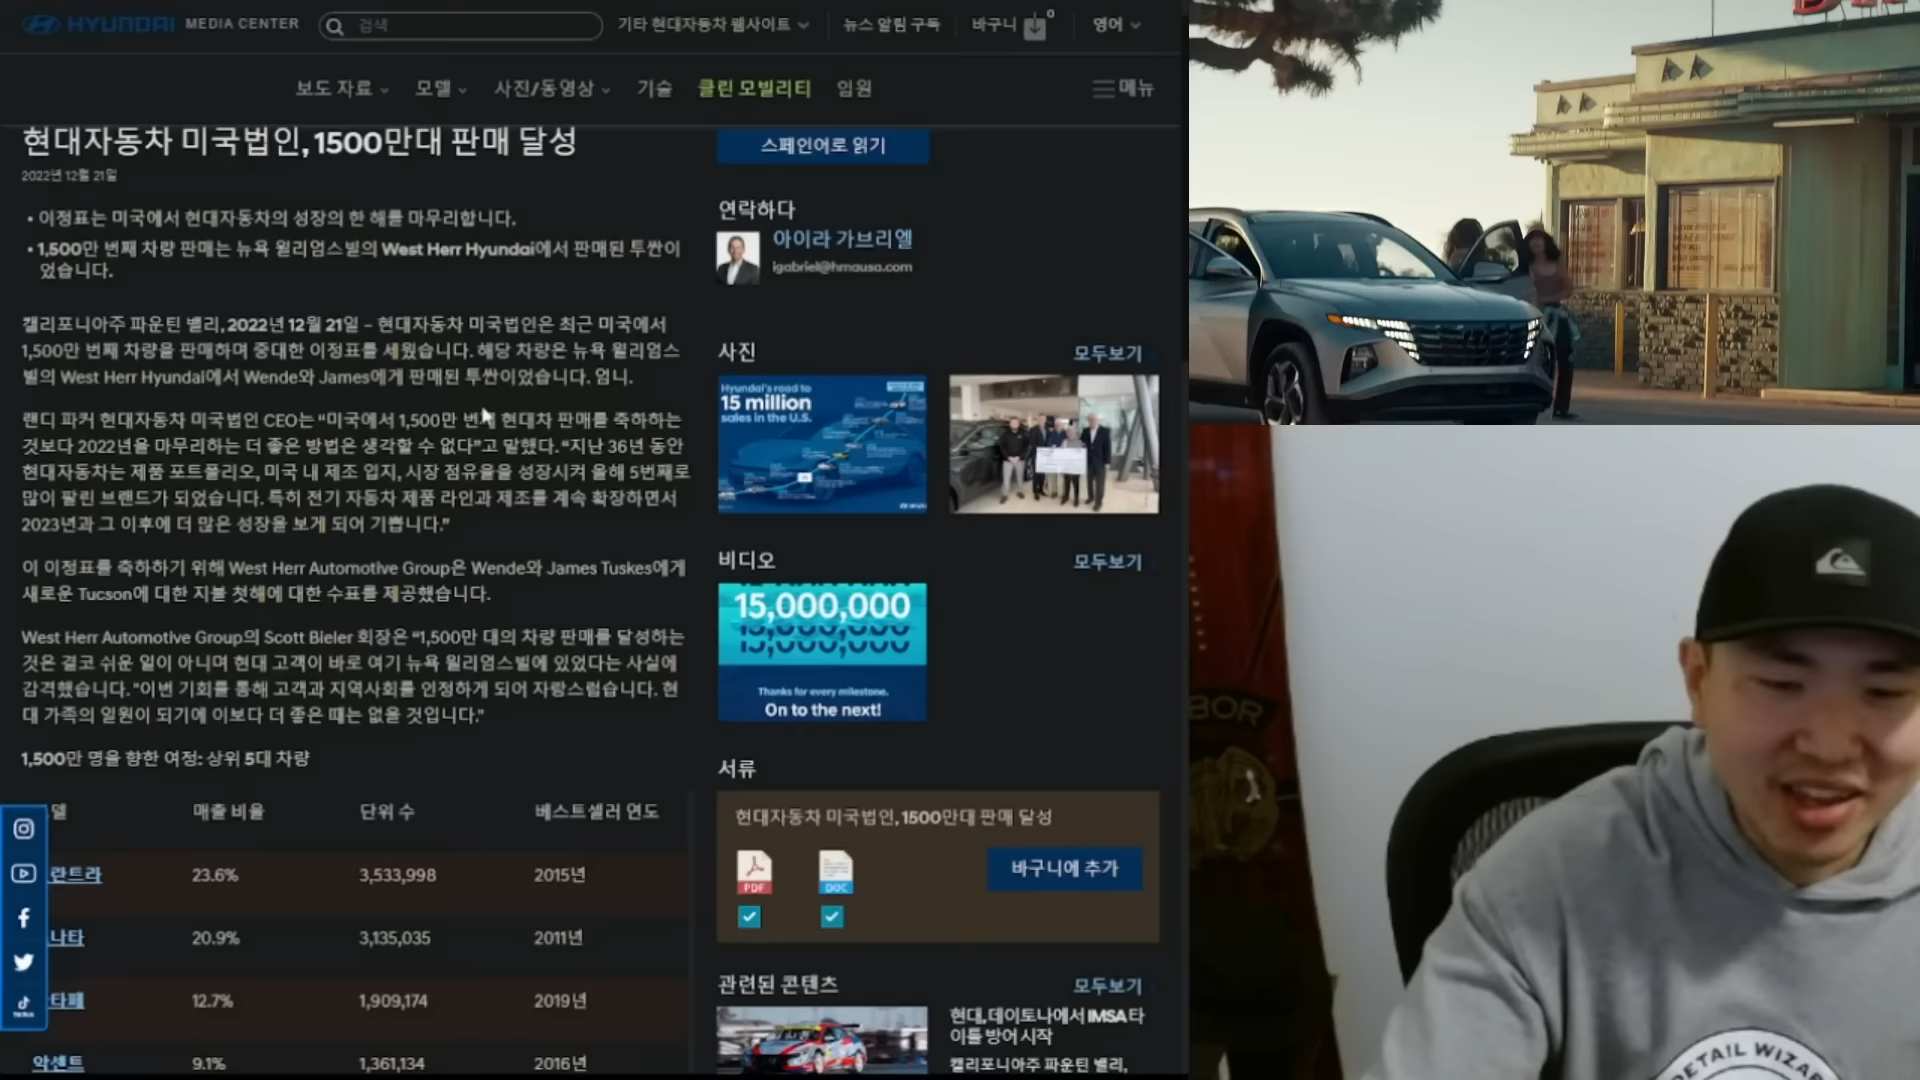 HYUNDAI MEDIA CENTER
검색
기타 현대자동차 웹사이트
뉴스 알림 구독
바구니
0
영어
보도 자료
모델
사진/동영상
기술
클린 모빌리티
임원
메뉴
현대자동차 미국법인, 1500만대 판매 달성
2022년 12월 21일
• 이정표는 미국에서 현대자동차의 성장의 한 해를 마무리합니다.
• 1,500만 번째 차량 판매는 뉴욕 윌리엄스빌의 West Herr Hyundai에서 판매된 투싼이
었습니다.
캘리포니아주 파운틴 밸리, 2022년 12월 21일 – 현대자동차 미국법인은 최근 미국에서
1,500만 번째 차량을 판매하며 중대한 이정표를 세웠습니다. 해당 차량은 뉴욕 윌리엄스
빌의 West Herr Hyundai에서 Wende와 James에게 판매된 투싼이었습니다. 엄니.
랜디 파커 현대자동차 미국법인 CEO는 “미국에서 1,500만 번째 현대차 판매를 축하하는
것보다 2022년을 마무리하는 더 좋은 방법은 생각할 수 없다”고 말했다. “지난 36년 동안
현대자동차는 제품 포트폴리오, 미국 내 제조 입지, 시장 점유율을 성장시켜 올해 5번째로
많이 팔린 브랜드가 되었습니다. 특히 전기 자동차 제품 라인과 제조를 계속 확장하면서
2023년과 그 이후에 더 많은 성장을 보게 되어 기쁩니다.”
이 이정표를 축하하기 위해 West Herr Automotive Group은 Wende와 James Tuskes에게
새로운 Tucson에 대한 지불 첫해에 대한 수표를 제공했습니다.
West Herr Automotive Group의 Scott Bieler 회장은 “1,500만 대의 차량 판매를 달성하는
것은 결코 쉬운 일이 아니며 현대 고객이 바로 여기 뉴욕 윌리엄스빌에 있었다는 사실에
감격했습니다. “이번 기회를 통해 고객과 지역사회를 인정하게 되어 자랑스럽습니다. 현
대 가족의 일원이 되기에 이보다 더 좋은 때는 없을 것입니다.”
1,500만 명을 향한 여정: 상위 5대 차량
델 매출 비율 단위 수 베스트셀러 연도
란트라 23.6% 3,533,998 2015년
나타 20.9% 3,135,035 2011년
타페 12.7% 1,909,174 2019년
악센트 9.1% 1,361,134 2016년
스페인어로 읽기
연락하다
아이라 가브리엘
igabriel@hmausa.com
사진 모두보기
Hyundai's road to
15 million
sales in the U.S.
비디오 모두보기
15,000,000
15,000,000
15,000,000
Thanks for every milestone.
On to the next!
서류
현대자동차 미국법인, 1500만대 판매 달성
PDF
DOC
바구니에 추가
관련된 콘텐츠 모두보기
현대, 데이토나에서 IMSA 타
이틀 방어 시작
캘리포니아주 파운틴 밸리,
BOR
DETAIL WIZAR